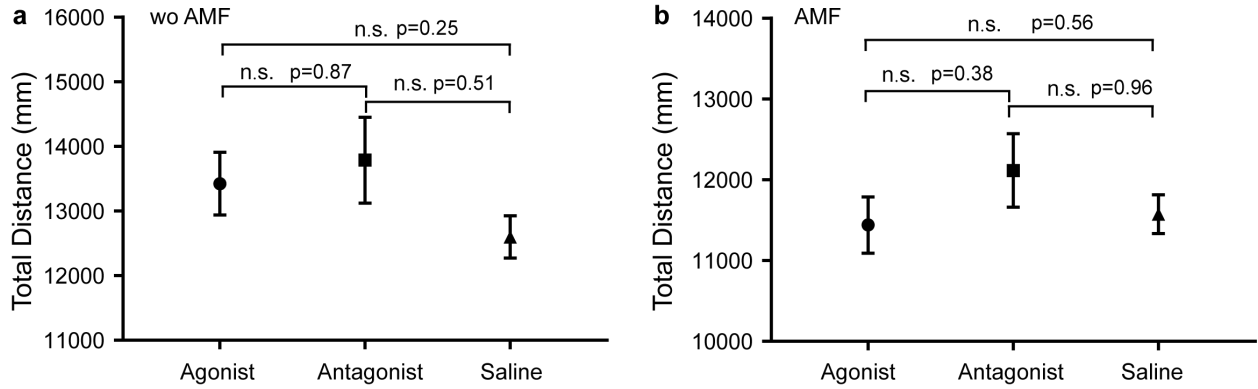 a
wo AMF
16000
15000
14000
13000
12000
11000
Total Distance (mm)
n.s. p=0.25
n.s. p=0.87
n.s. p=0.51
Agonist Antagonist Saline
b
AMF
14000
13000
12000
11000
10000
Total Distance (mm)
n.s. p=0.56
n.s. p=0.38
n.s. p=0.96
Agonist Antagonist Saline